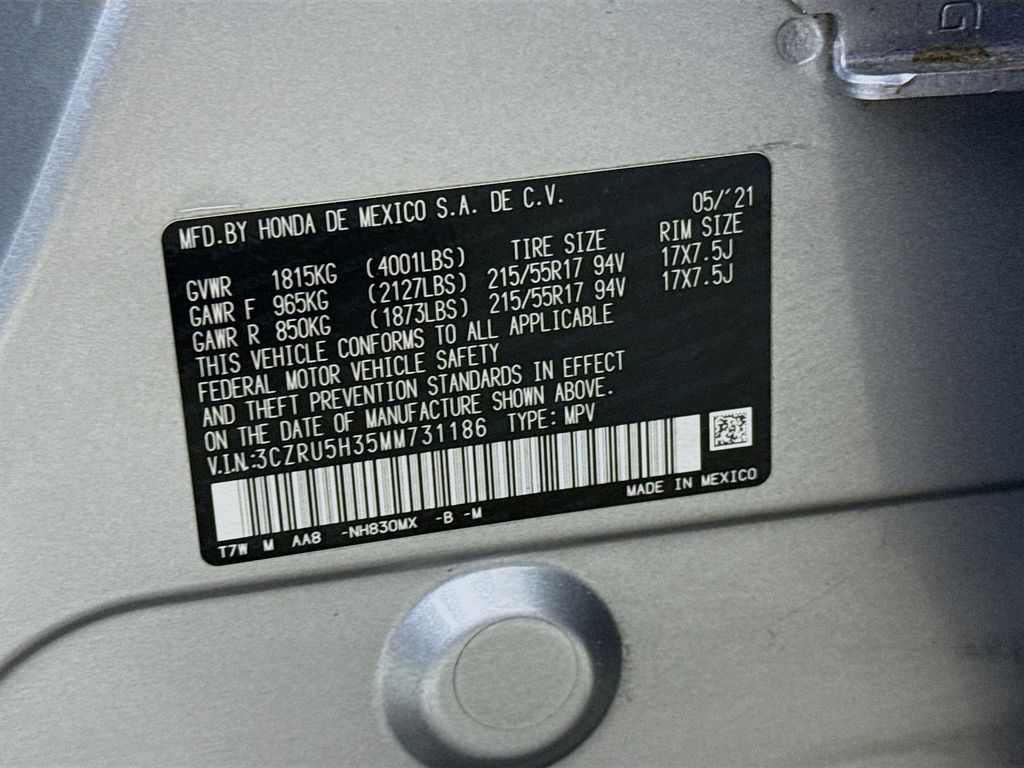 MFD.BY HONDA DE MEXICO S.A. DE C.V. 05/'21
TIRE SIZE RIM SIZE
GVWR 1815KG (4001LBS)
GAWR F 965KG (2127LBS) 215/55R17 94V 17X7.5J
GAWR R 850KG (1873LBS) 215/55R17 94V 17X7.5J
THIS VEHICLE CONFORMS TO ALL APPLICABLE
FEDERAL MOTOR VEHICLE SAFETY
AND THEFT PREVENTION STANDARDS IN EFFECT
ON THE DATE OF MANUFACTURE SHOWN ABOVE.
V.I.N.:3CZRU5H35MM731186 TYPE: MPV
MADE IN MEXICO
T7W M AA8 -NH830MX -B -M